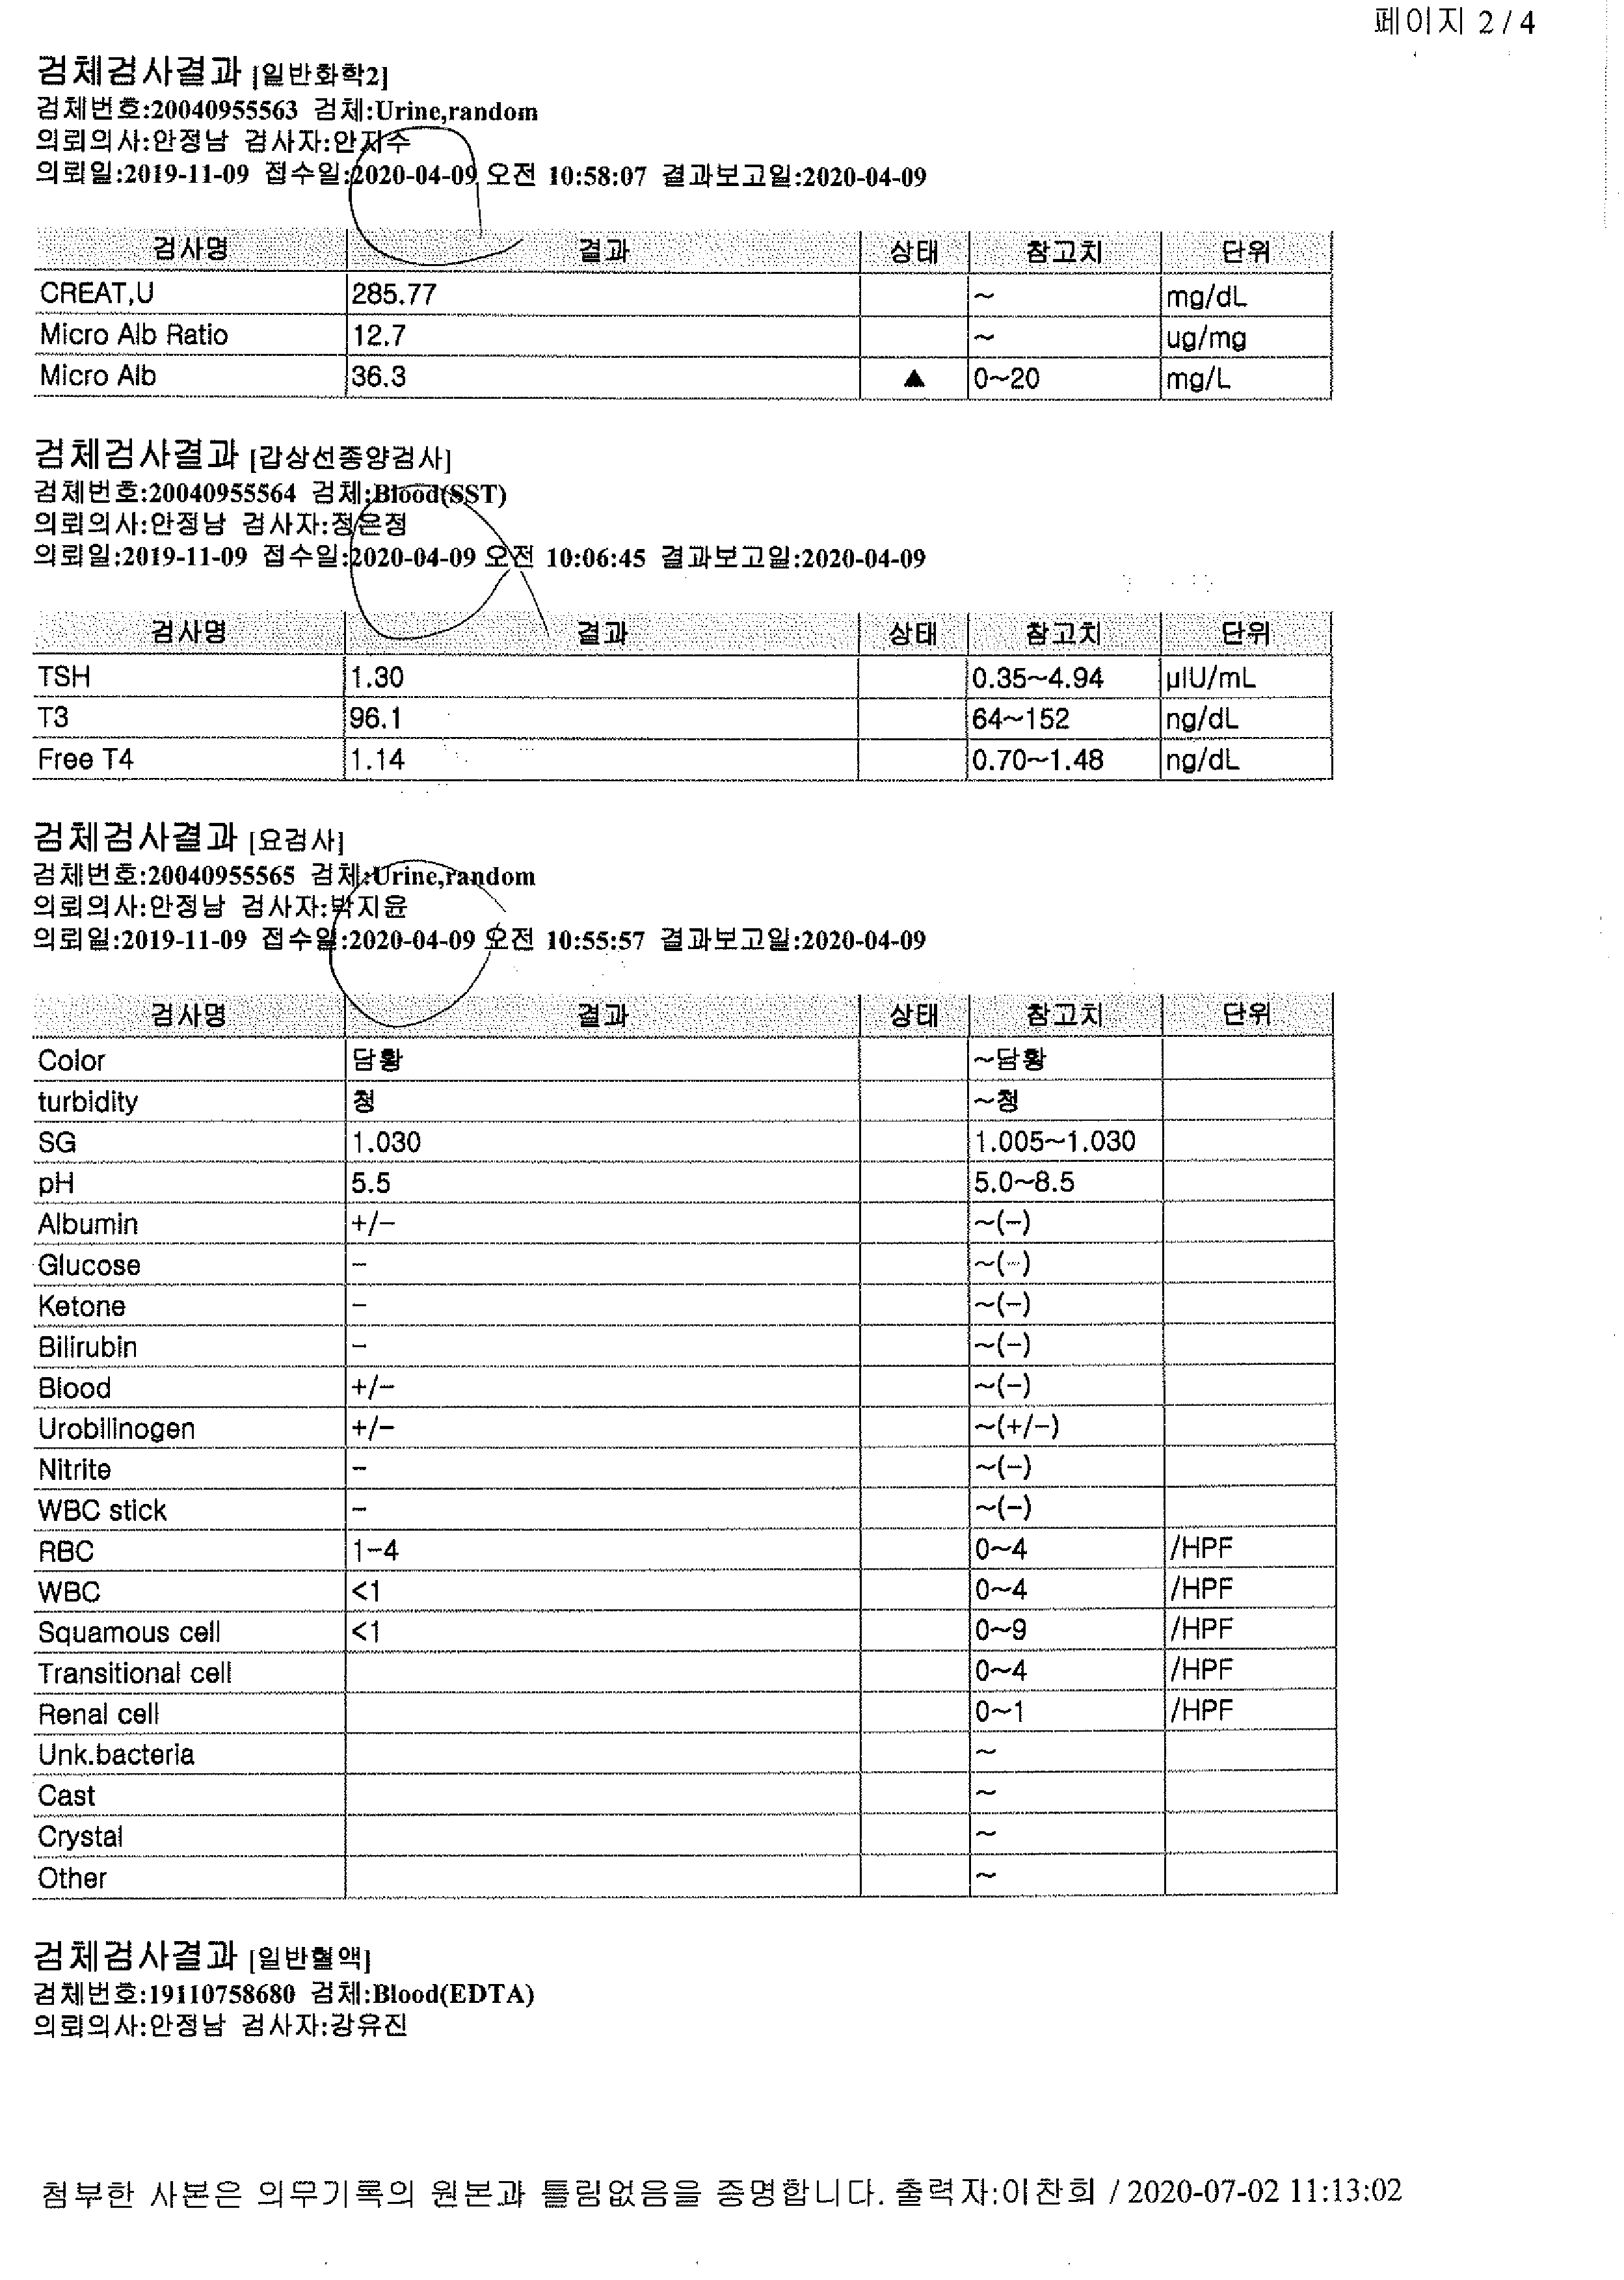 페이지 2 / 4
검체검사결과 [일반화학2]
검체번호:20040955563 검체:Urine,random
의뢰의사:안정남 검사자:안지수
의뢰일:2019-11-09 접수일:2020-04-09 오전 10:58:07 결과보고일:2020-04-09
검사명 결과 상태 참고치 단위
CREAT,U 285.77 ~ mg/dL
Micro Alb Ratio 12.7 ~ ug/mg
Micro Alb 36.3 ▲ 0~20 mg/L
검체검사결과 [갑상선종양검사]
검체번호:20040955564 검체:Blood(SST)
의뢰의사:안정남 검사자:정은정
의뢰일:2019-11-09 접수일:2020-04-09 오전 10:06:45 결과보고일:2020-04-09
검사명 결과 상태 참고치 단위
TSH 1.30 0.35~4.94 µIU/mL
T3 96.1 64~152 ng/dL
Free T4 1.14 0.70~1.48 ng/dL
검체검사결과 [요검사]
검체번호:20040955565 검체:Urine,random
의뢰의사:안정남 검사자:박지윤
의뢰일:2019-11-09 접수일:2020-04-09 오전 10:55:57 결과보고일:2020-04-09
검사명 결과 상태 참고치 단위
Color 담황 ~담황
turbidity 청 ~청
SG 1.030 1.005~1.030
pH 5.5 5.0~8.5
Albumin +/- ~(-)
Glucose - ~(-)
Ketone - ~(-)
Bilirubin - ~(-)
Blood +/- ~(-)
Urobilinogen +/- ~(+/-)
Nitrite - ~(-)
WBC stick - ~(-)
RBC 1-4 0~4 /HPF
WBC <1 0~4 /HPF
Squamous cell <1 0~9 /HPF
Transitional cell 0~4 /HPF
Renal cell 0~1 /HPF
Unk.bacteria ~
Cast ~
Crystal ~
Other ~
검체검사결과 [일반혈액]
검체번호:19110758680 검체:Blood(EDTA)
의뢰의사:안정남 검사자:강유진
첨부한 사본은 의무기록의 원본과 틀림없음을 증명합니다. 출력자:이찬희 / 2020-07-02 11:13:02